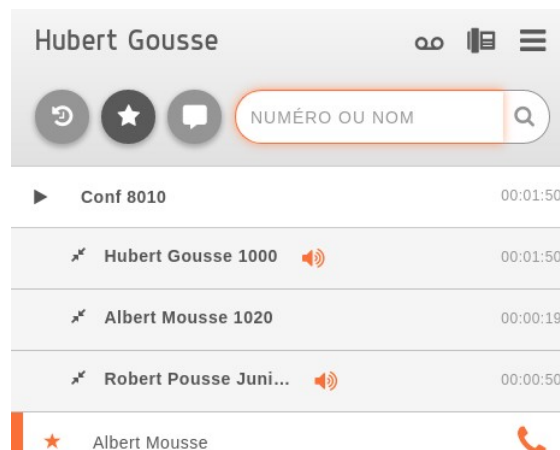 Hubert Gousse
NUMÉRO OU NOM
Conf 8010 00:01:50
Hubert Gousse 1000 00:01:50
Albert Mousse 1020 00:00:19
Robert Pousse Juni... 00:00:50
Albert Mousse